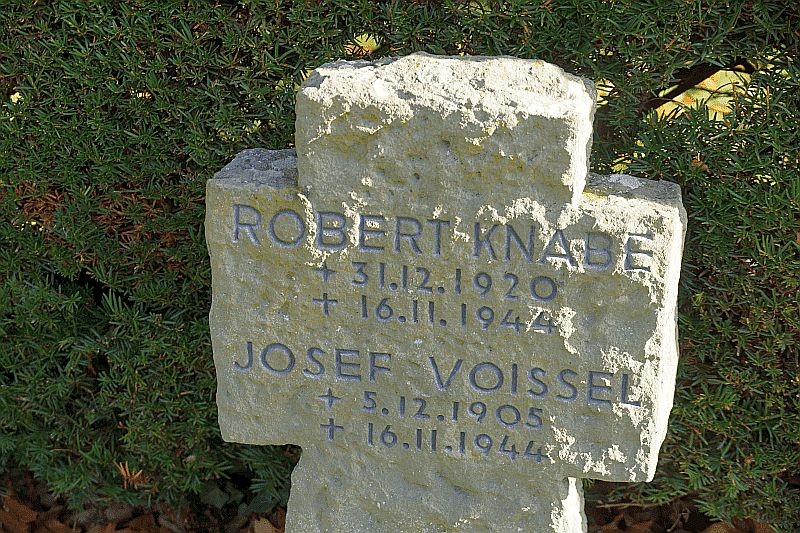 ROBERT KNABE
+ 31.12.1920
+ 16.11.1944
JOSEF VOISSEL
+ 5.12.1905
+ 16.11.1944